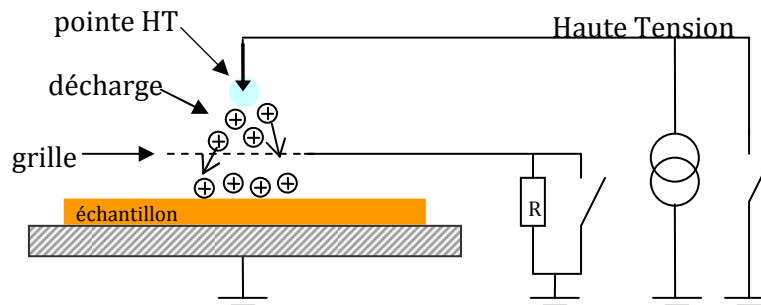 pointe HT
Haute Tension
décharge
grille
R
échantillon